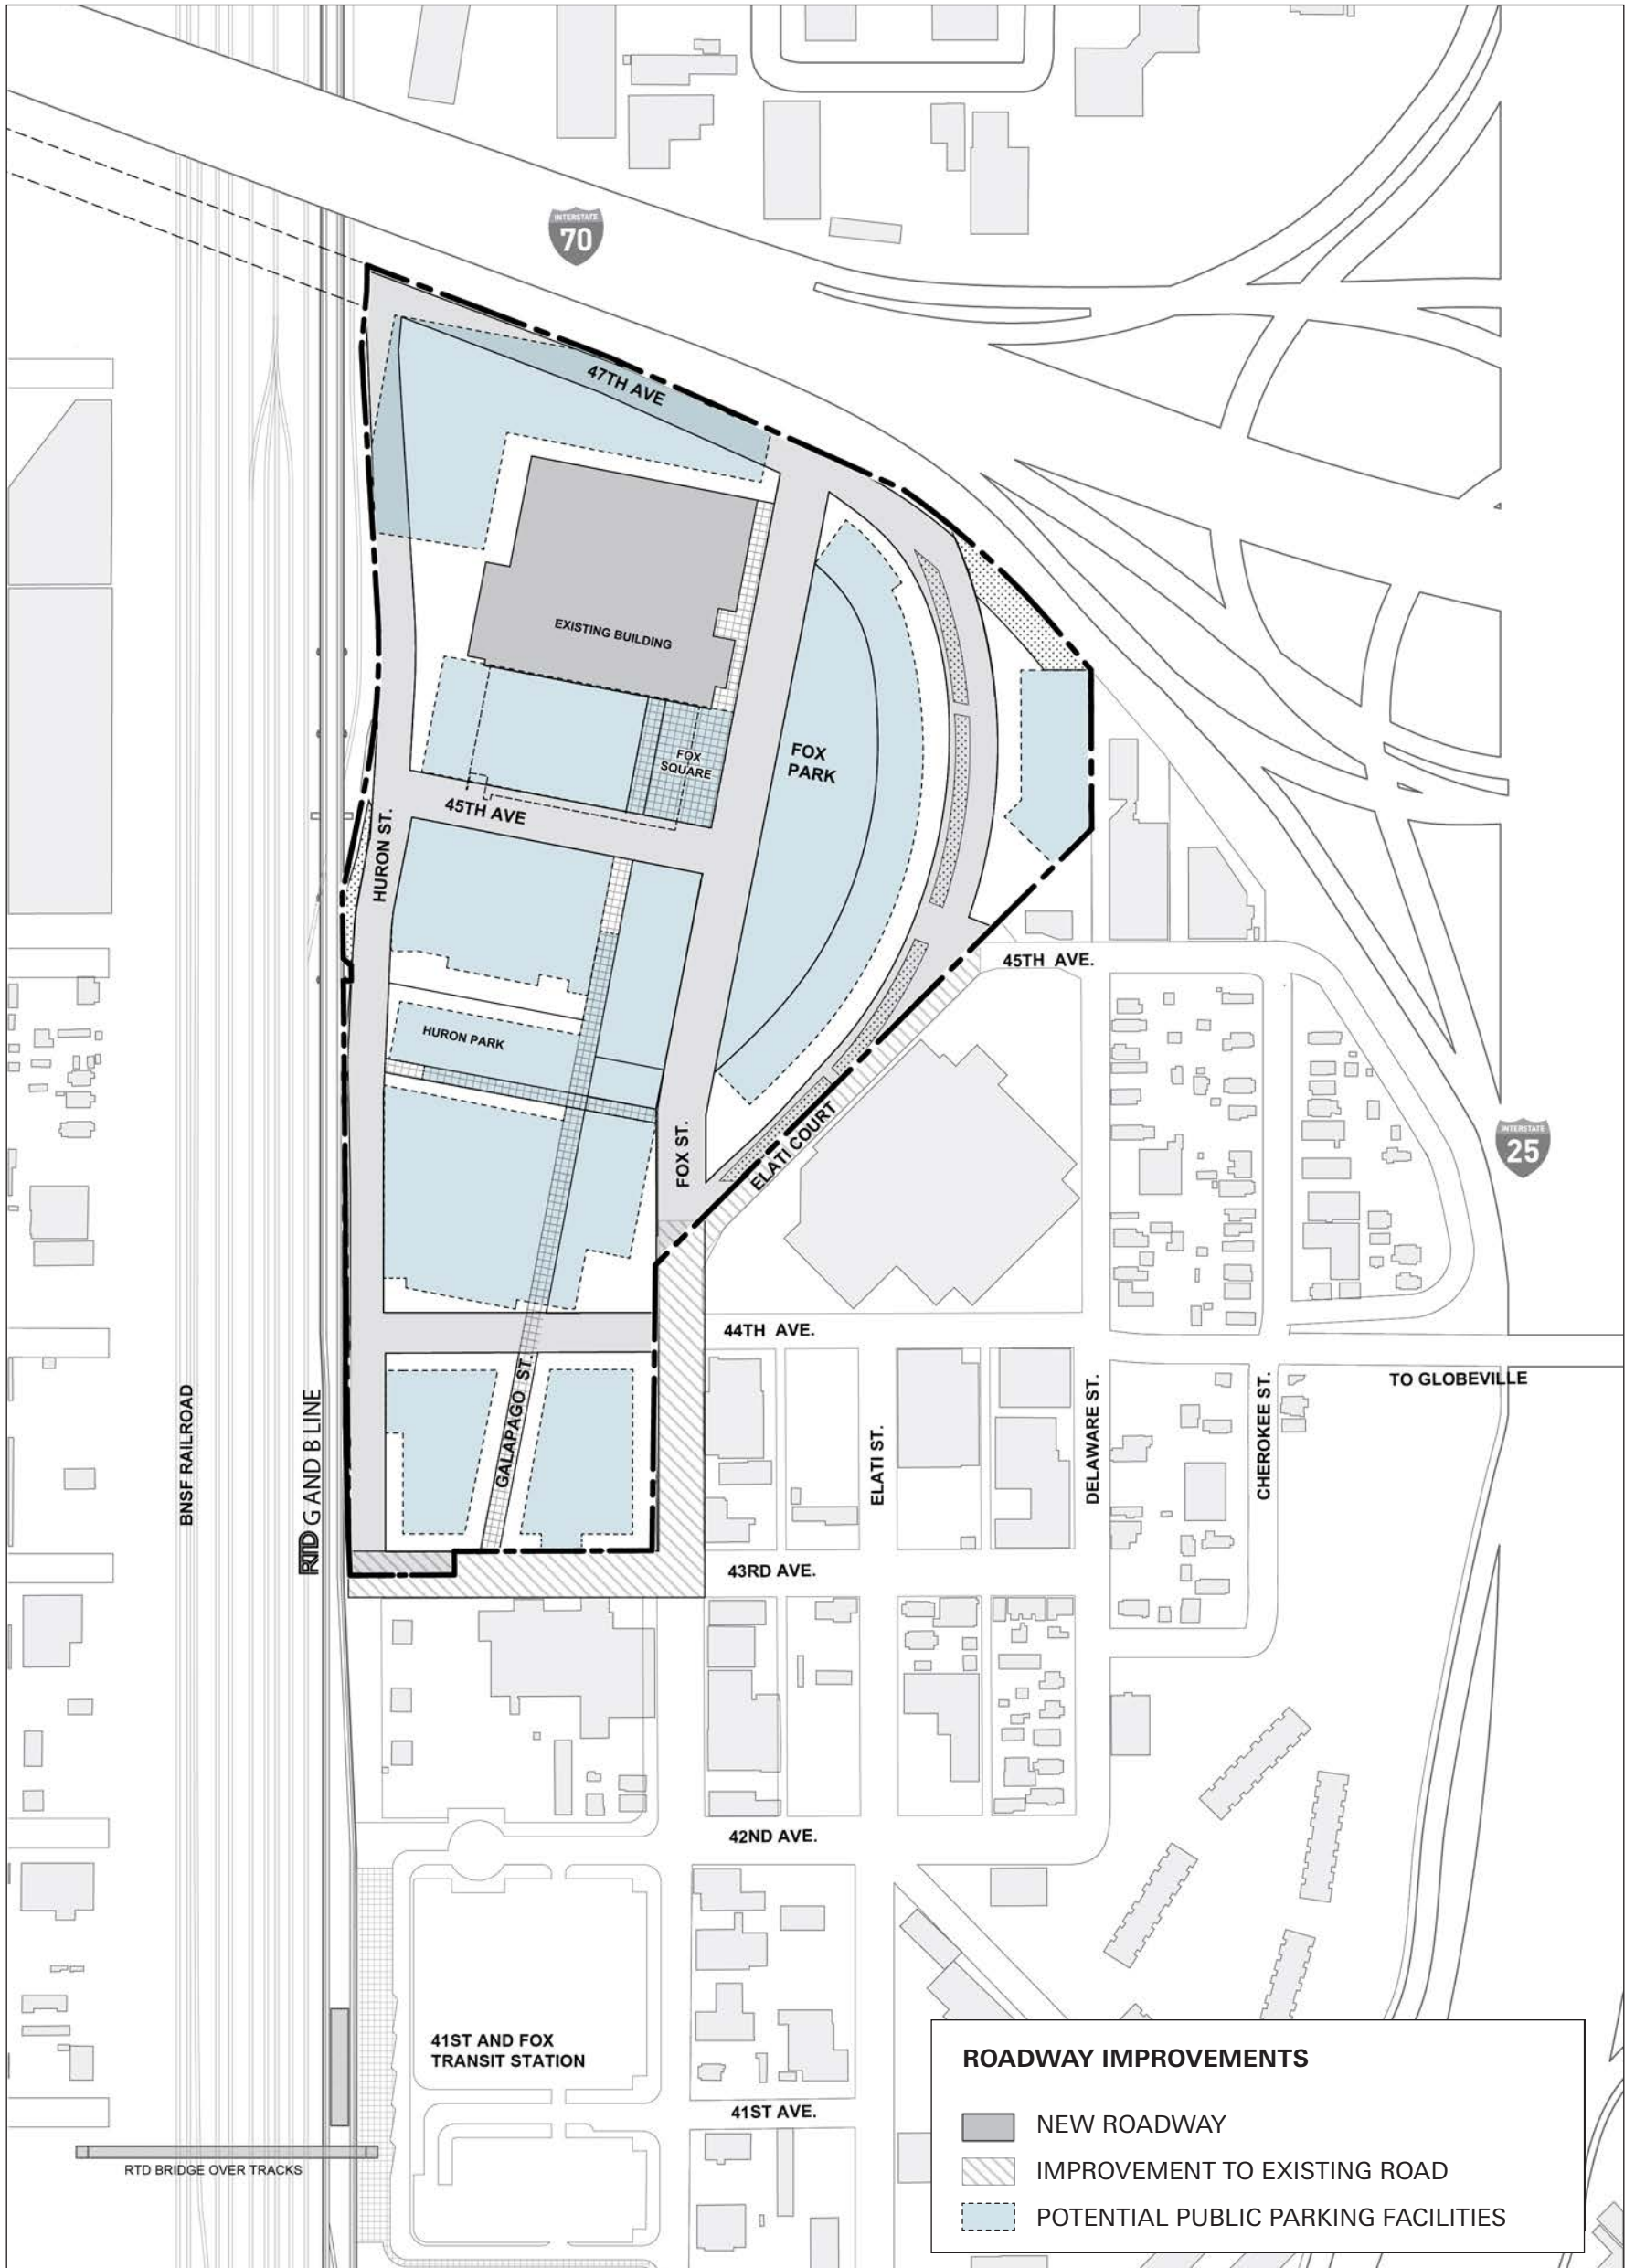 INTERSTATE
70
47TH AVE
EXISTING BUILDING
FOX
SQUARE
FOX
PARK
45TH AVE
HURON ST.
45TH AVE.
HURON PARK
FOX ST.
ELATI COURT
INTERSTATE
25
44TH AVE.
TO GLOBEVILLE
GALAPAGO ST.
BNSF RAILROAD
RTD G AND B LINE
ELATI ST.
DELAWARE ST.
CHEROKEE ST.
43RD AVE.
42ND AVE.
41ST AND FOX
TRANSIT STATION
41ST AVE.
RTD BRIDGE OVER TRACKS
ROADWAY IMPROVEMENTS
NEW ROADWAY
IMPROVEMENT TO EXISTING ROAD
POTENTIAL PUBLIC PARKING FACILITIES